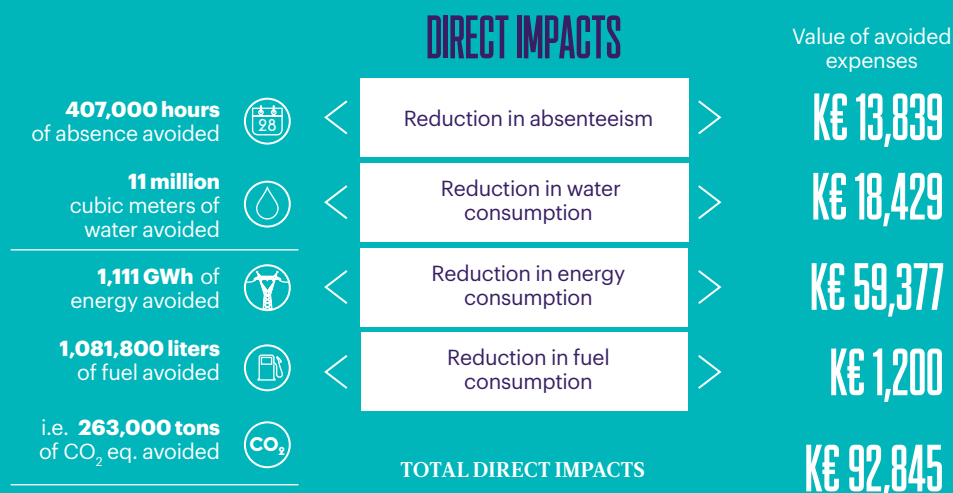 DIRECT IMPACTS
Value of avoided
expenses
407,000 hours
of absence avoided
28
Reduction in absenteeism
K€ 13,839
11 million
cubic meters of
water avoided
Reduction in water
consumption
K€ 18,429
1,111 GWh of
energy avoided
Reduction in energy
consumption
K€ 59,377
1,081,800 liters
of fuel avoided
Reduction in fuel
consumption
K€ 1,200
i.e. 263,000 tons
of CO₂ eq. avoided
CO₂
TOTAL DIRECT IMPACTS
K€ 92,845